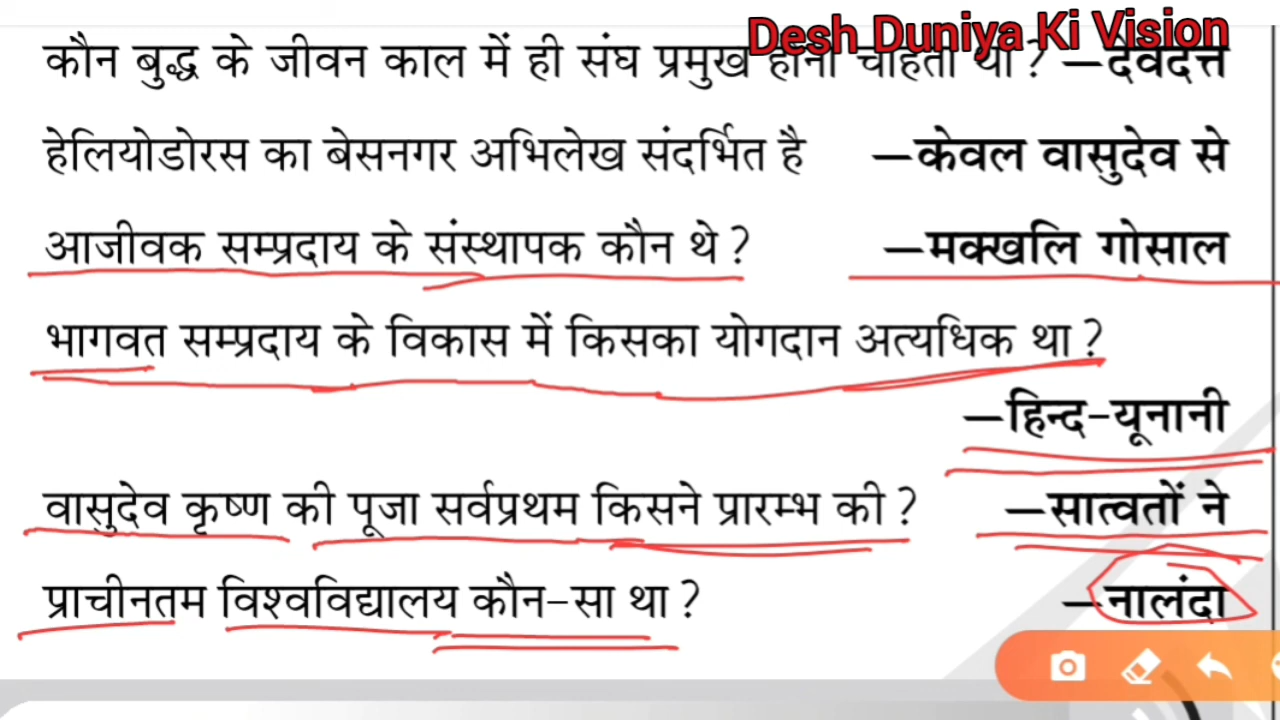 Desh Duniya Ki Vision
कौन बुद्ध के जीवन काल में ही संघ प्रमुख होना चाहता था? —देवदत्त
हेलियोडोरस का बेसनगर अभिलेख संदर्भित है —केवल वासुदेव से
आजीवक सम्प्रदाय के संस्थापक कौन थे? —मक्खलि गोसाल
भागवत सम्प्रदाय के विकास में किसका योगदान अत्यधिक था?
—हिन्द-यूनानी
वासुदेव कृष्ण की पूजा सर्वप्रथम किसने प्रारम्भ की? —सात्वतों ने
प्राचीनतम विश्वविद्यालय कौन-सा था? —नालंदा